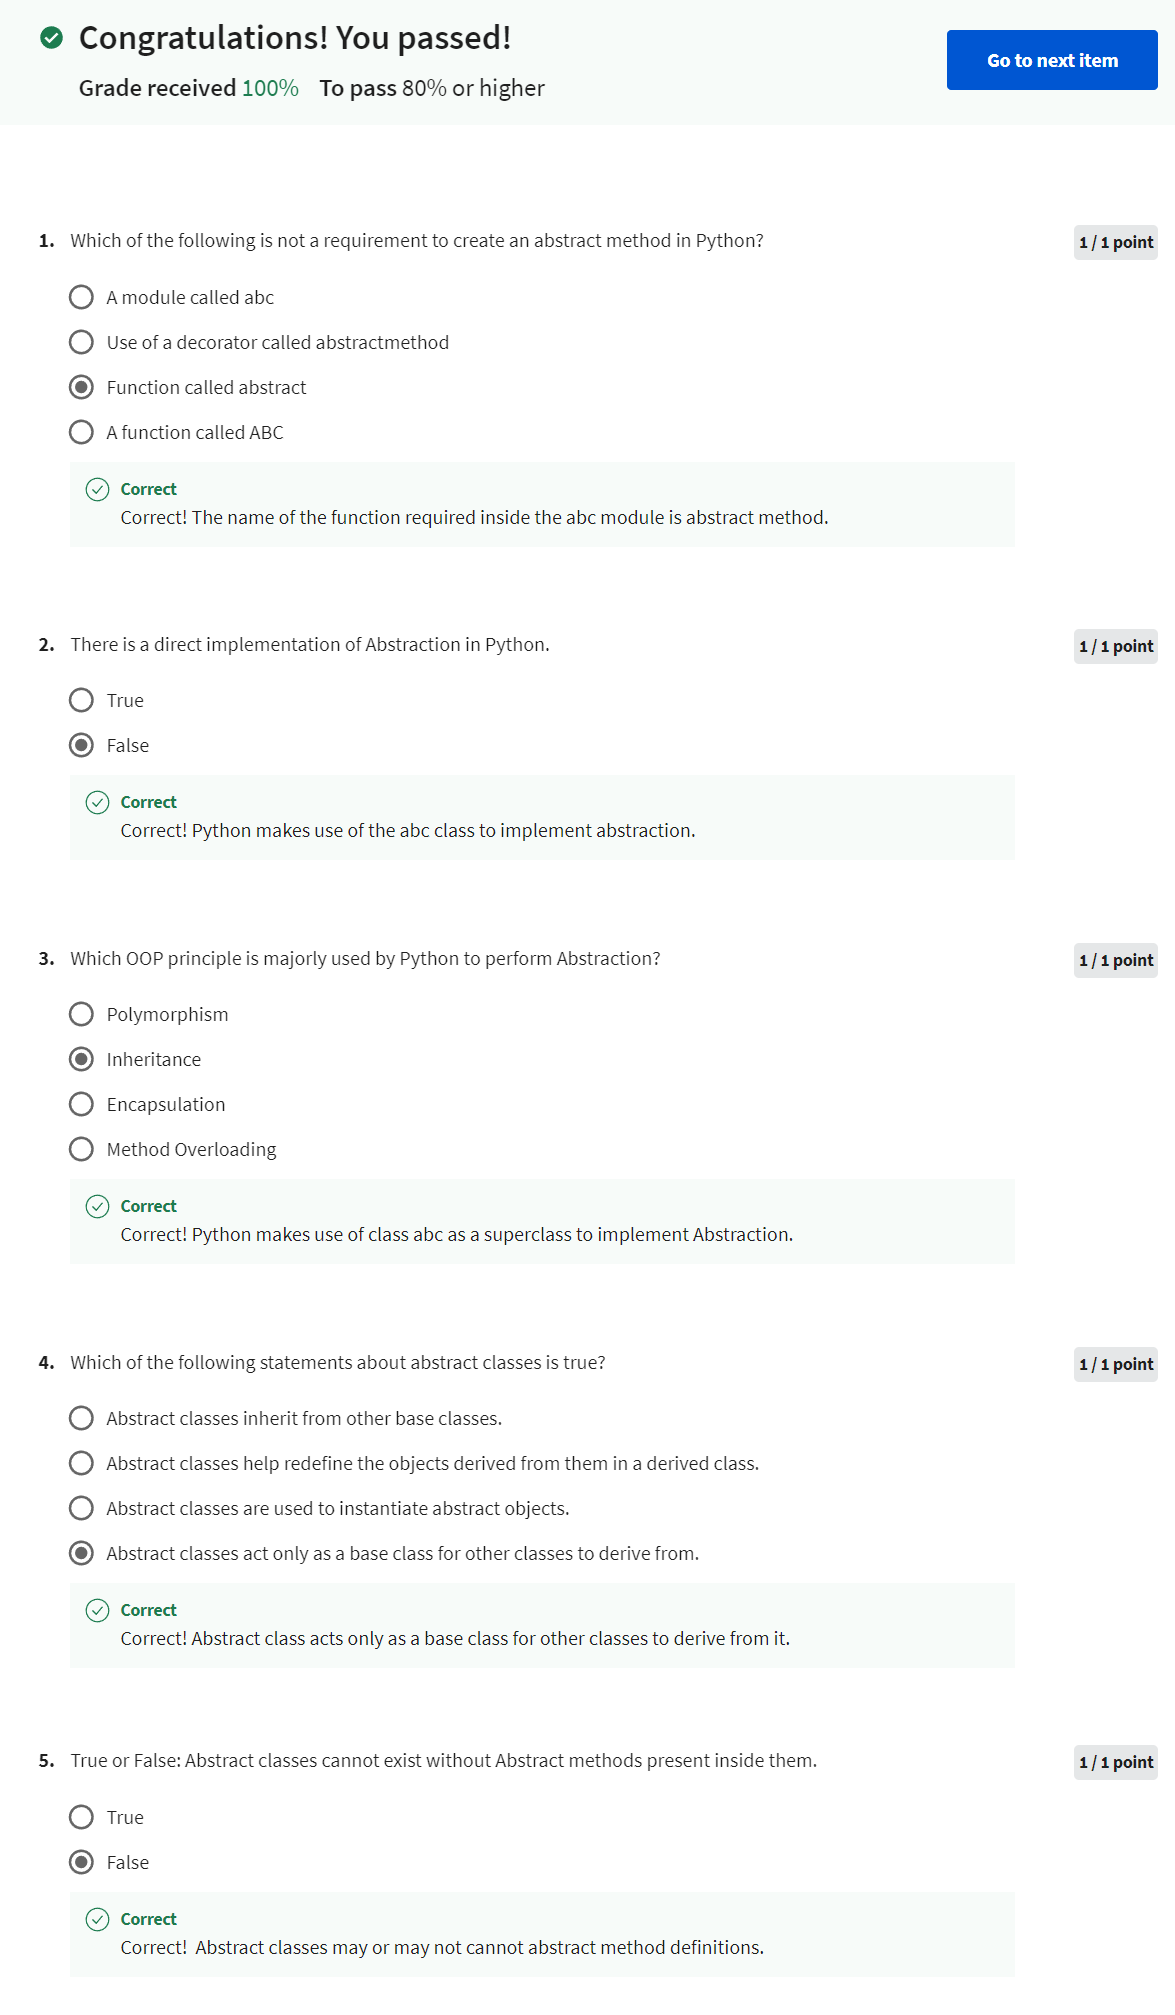 Congratulations! You passed!
Go to next item
Grade received 100% To pass 80% or higher
1. Which of the following is not a requirement to create an abstract method in Python?
1 / 1 point
A module called abc
Use of a decorator called abstractmethod
Function called abstract
A function called ABC
Correct
Correct! The name of the function required inside the abc module is abstract method.
2. There is a direct implementation of Abstraction in Python.
1 / 1 point
True
False
Correct
Correct! Python makes use of the abc class to implement abstraction.
3. Which OOP principle is majorly used by Python to perform Abstraction?
1 / 1 point
Polymorphism
Inheritance
Encapsulation
Method Overloading
Correct
Correct! Python makes use of class abc as a superclass to implement Abstraction.
4. Which of the following statements about abstract classes is true?
1 / 1 point
Abstract classes inherit from other base classes.
Abstract classes help redefine the objects derived from them in a derived class.
Abstract classes are used to instantiate abstract objects.
Abstract classes act only as a base class for other classes to derive from.
Correct
Correct! Abstract class acts only as a base class for other classes to derive from it.
5. True or False: Abstract classes cannot exist without Abstract methods present inside them.
1 / 1 point
True
False
Correct
Correct! Abstract classes may or may not cannot abstract method definitions.